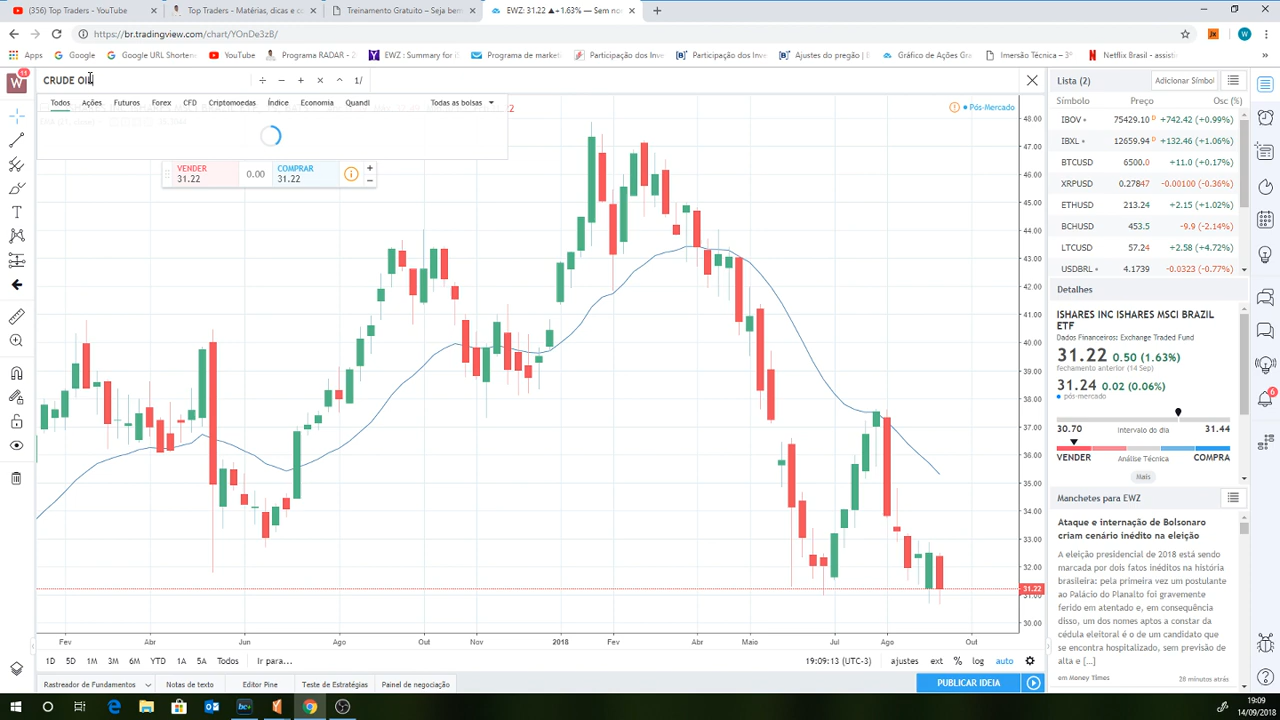 (356) Top Traders - YouTube
Top Traders - Matérias, dicas e co
Treinamento Gratuito – Seja bem
EWZ: 31.22 ▲+1.63% — Sem no
https://br.tradingview.com/chart/YOnDe3zB/
Apps
Google
Google URL Shorten
YouTube
Programa RADAR - 2
EWZ : Summary for i
Programa de market
Participação dos Inve
Participação dos Inve
Ajustes do pregão | B
Gráfico de Ações Gra
Imersão Técnica – 3ª
Netflix Brasil - assist
11
CRUDE OIL
1/
Todos
Ações
Futuros
Forex
CFD
Criptomoedas
Índice
Economia
Quandl
Todas as bolsas
VENDER
31.22
0.00
COMPRAR
31.22
Pós-Mercado
48.00
47.00
46.00
45.00
44.00
43.00
42.00
41.00
40.00
39.00
38.00
37.00
36.00
35.00
34.00
33.00
32.00
31.22
31.00
30.00
Fev
Abr
Jun
Ago
Out
Nov
2018
Fev
Abr
Maio
Jul
Ago
Out
1D
5D
1M
3M
6M
YTD
1A
5A
Todos
Ir para...
19:09:13 (UTC-3)
ajustes
ext
%
log
auto
Rastreador de Fundamentos
Notas de texto
Editor Pine
Teste de Estratégias
Painel de negociação
PUBLICAR IDEIA
Lista (2)
Adicionar Símbol
Símbolo
Preço
Osc (%)
IBOV
75429.10 D
+742.42 (+0.99%)
IBXL
12659.94 D
+132.46 (+1.06%)
BTCUSD
6500.0
+11.0 (+0.17%)
XRPUSD
0.27847
-0.00100 (-0.36%)
ETHUSD
213.24
+2.15 (+1.02%)
BCHUSD
453.5
-9.9 (-2.14%)
LTCUSD
57.24
+2.58 (+4.72%)
USDBRL
4.1739
-0.0323 (-0.77%)
Detalhes
ISHARES INC ISHARES MSCI BRAZIL
ETF
Dados Financeiros: Exchange Traded Fund
31.22 0.50 (1.63%)
fechamento anterior (14 Sep)
31.24 0.02 (0.06%)
pós-mercado
30.70
Intervalo do dia
31.44
VENDER
Análise Técnica
COMPRA
Mais
Manchetes para EWZ
Ataque e internação de Bolsonaro
criam cenário inédito na eleição
A eleição presidencial de 2018 está sendo
marcada por dois fatos inéditos na história
brasileira: pela primeira vez um postulante
ao Palácio do Planalto foi gravemente
ferido em atentado e, em consequência
disso, um dos nomes aptos a constar da
cédula eleitoral é o de um candidato que
se encontra hospitalizado, sem previsão de
alta e [...]
em Money Times
28 minutos atrás
6
19:09
14/09/2018